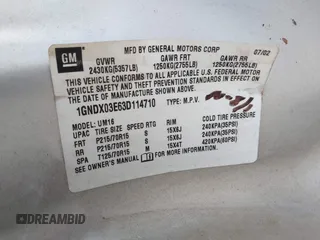 GM
MFD BY GENERAL MOTORS CORP 07/02
GVWR GAWR FRT GAWR RR
2430KG(5357LB) 1250KG(2755LB) 1250KG(2755LB)
THIS VEHICLE CONFORMS TO ALL APPLICABLE U.S. FEDERAL MOTOR
VEHICLE SAFETY AND THEFT PREVENTION STANDARDS IN
EFFECT ON THE DATE OF MANUFACTURE SHOWN ABOVE.
1GNDX03E63D114710 TYPE: M.P.V.
MODEL: UM16
UPAC TIRE SIZE SPEED RTG RIM COLD TIRE PRESSURE
FRT P215/70R15 S 15X6J 240KPA(35PSI)
RR P215/70R15 S 15X6J 240KPA(35PSI)
SPA T125/70R15 M 15X4T 420KPA(60PSI)
SEE OWNER'S MANUAL FOR ADDITIONAL INFORMATION.
DREAMBID